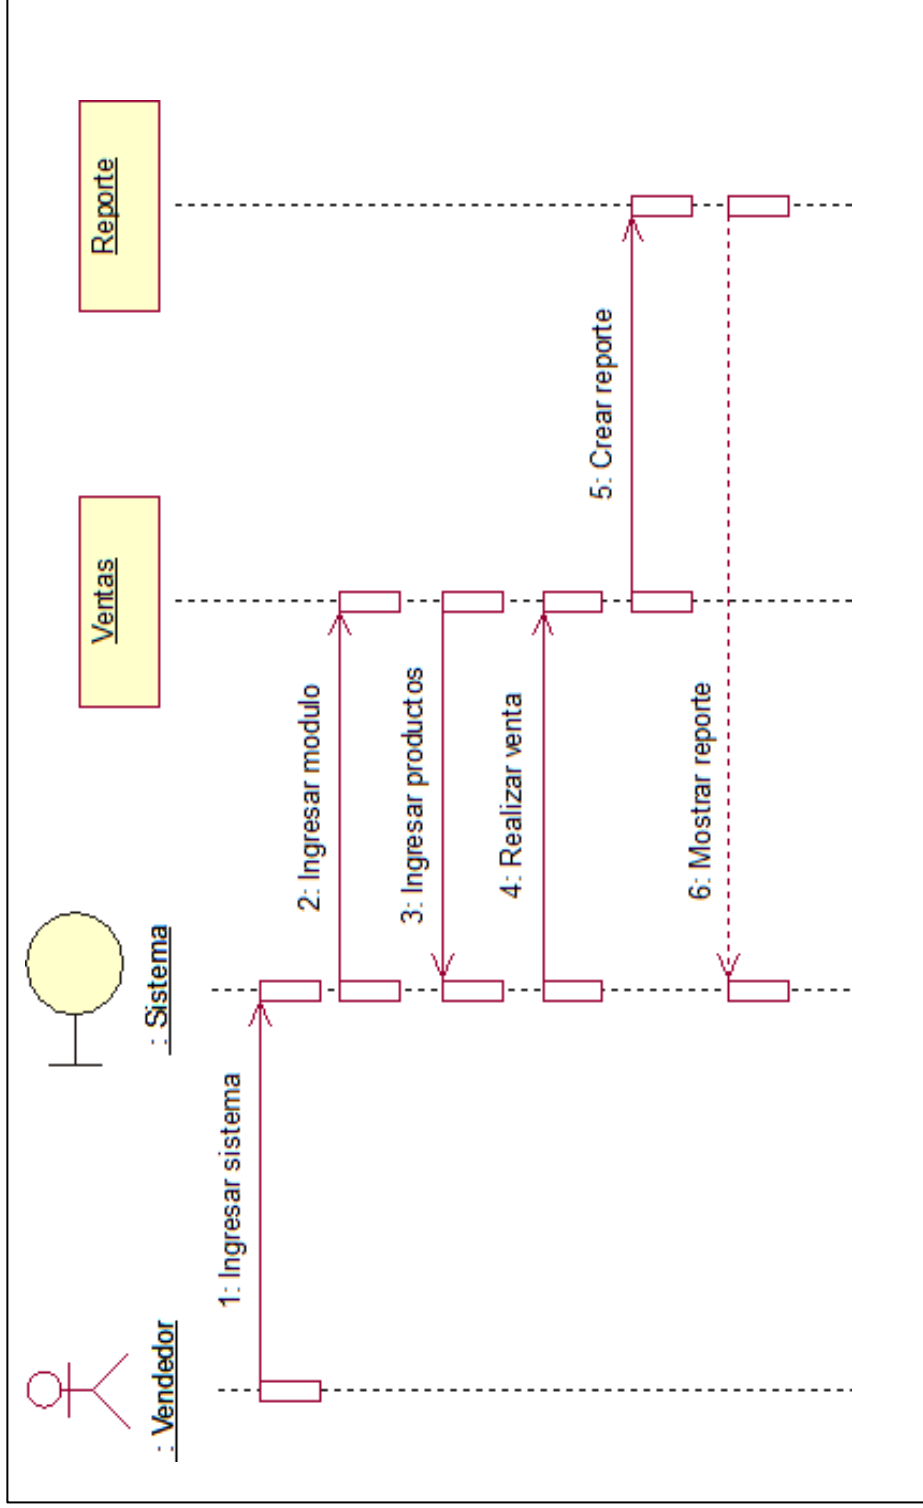 : Vendedor
: Sistema
Ventas
Reporte
1: Ingresar sistema
2: Ingresar modulo
3: Ingresar productos
4: Realizar venta
5: Crear reporte
6: Mostrar reporte